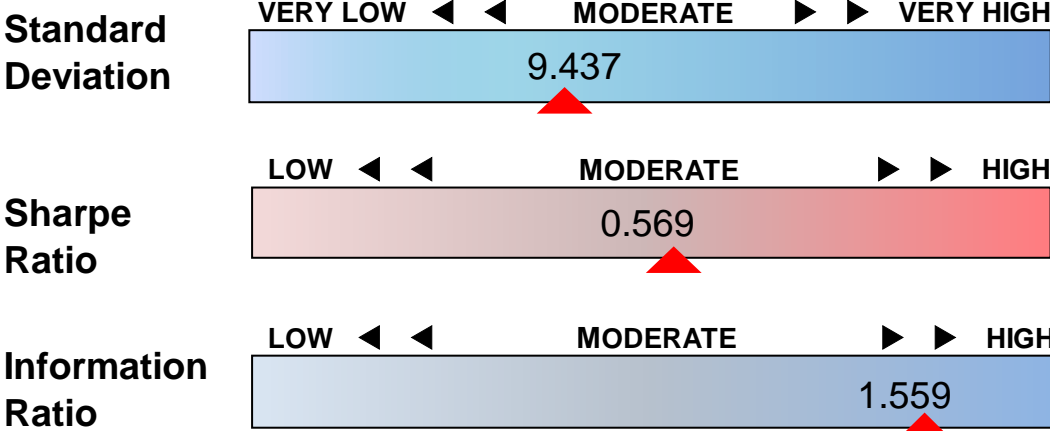 Standard
Deviation
VERY LOW ◄ ◄ MODERATE ► ► VERY HIGH
9.437
Sharpe
Ratio
LOW ◄ ◄ MODERATE ► ► HIGH
0.569
Information
Ratio
LOW ◄ ◄ MODERATE ► ► HIGH
1.559